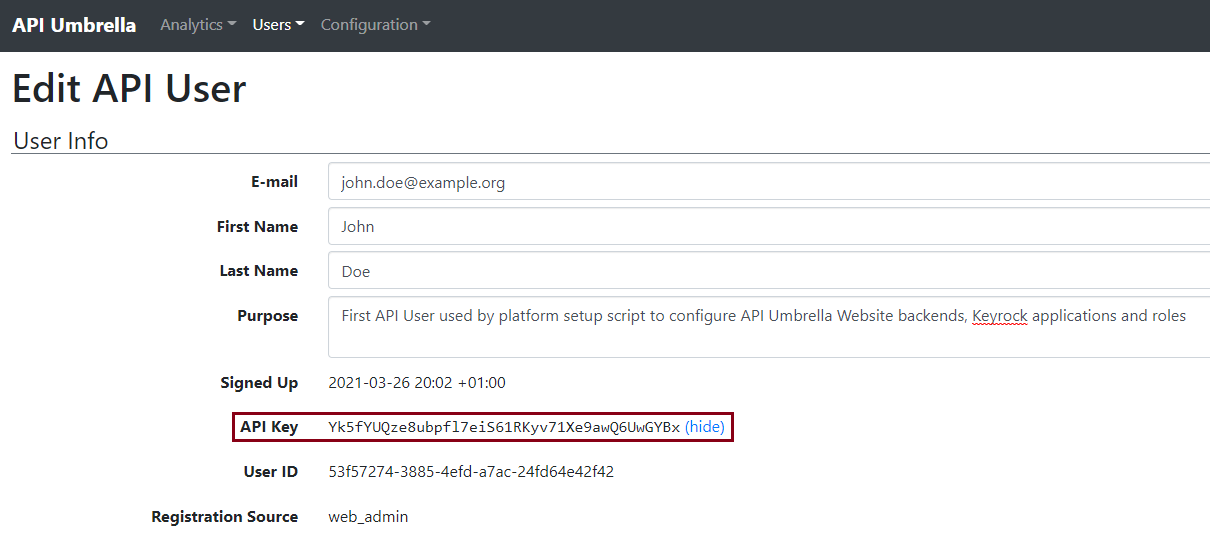 API Umbrella Analytics Users Configuration
Edit API User
User Info
E-mail john.doe@example.org
First Name John
Last Name Doe
Purpose First API User used by platform setup script to configure API Umbrella Website backends, Keyrock applications and roles
Signed Up 2021-03-26 20:02 +01:00
API Key Yk5fYUQze8ubpfl7eiS61RKyv71Xe9awQ6UwGYBx (hide)
User ID 53f57274-3885-4efd-a7ac-24fd64e42f42
Registration Source web_admin